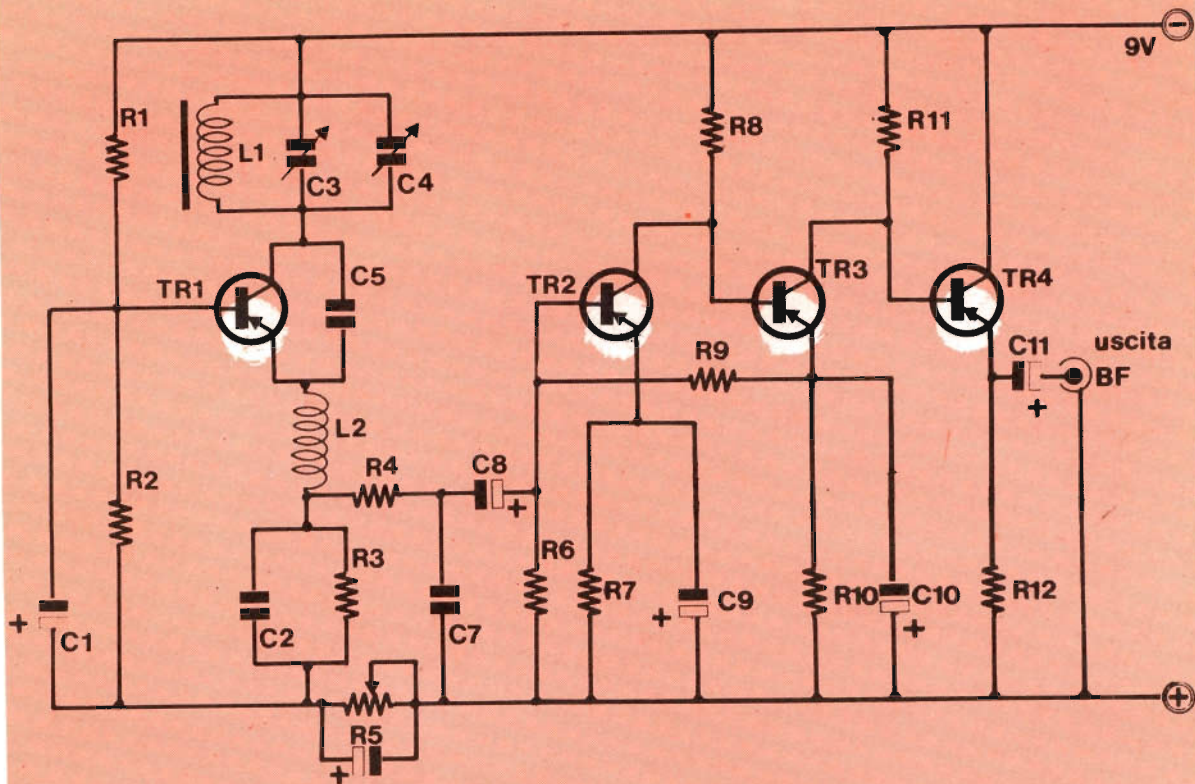 −
9V
R1
L1
C3
C4
R8
R11
TR1
C5
TR2
TR3
TR4
R9
C11
uscita
BF
+
L2
R2
R4
C8
+
R3
R6
R7
C9
+
R10
C10
+
R12
+
C1
C2
C7
R5
+
+